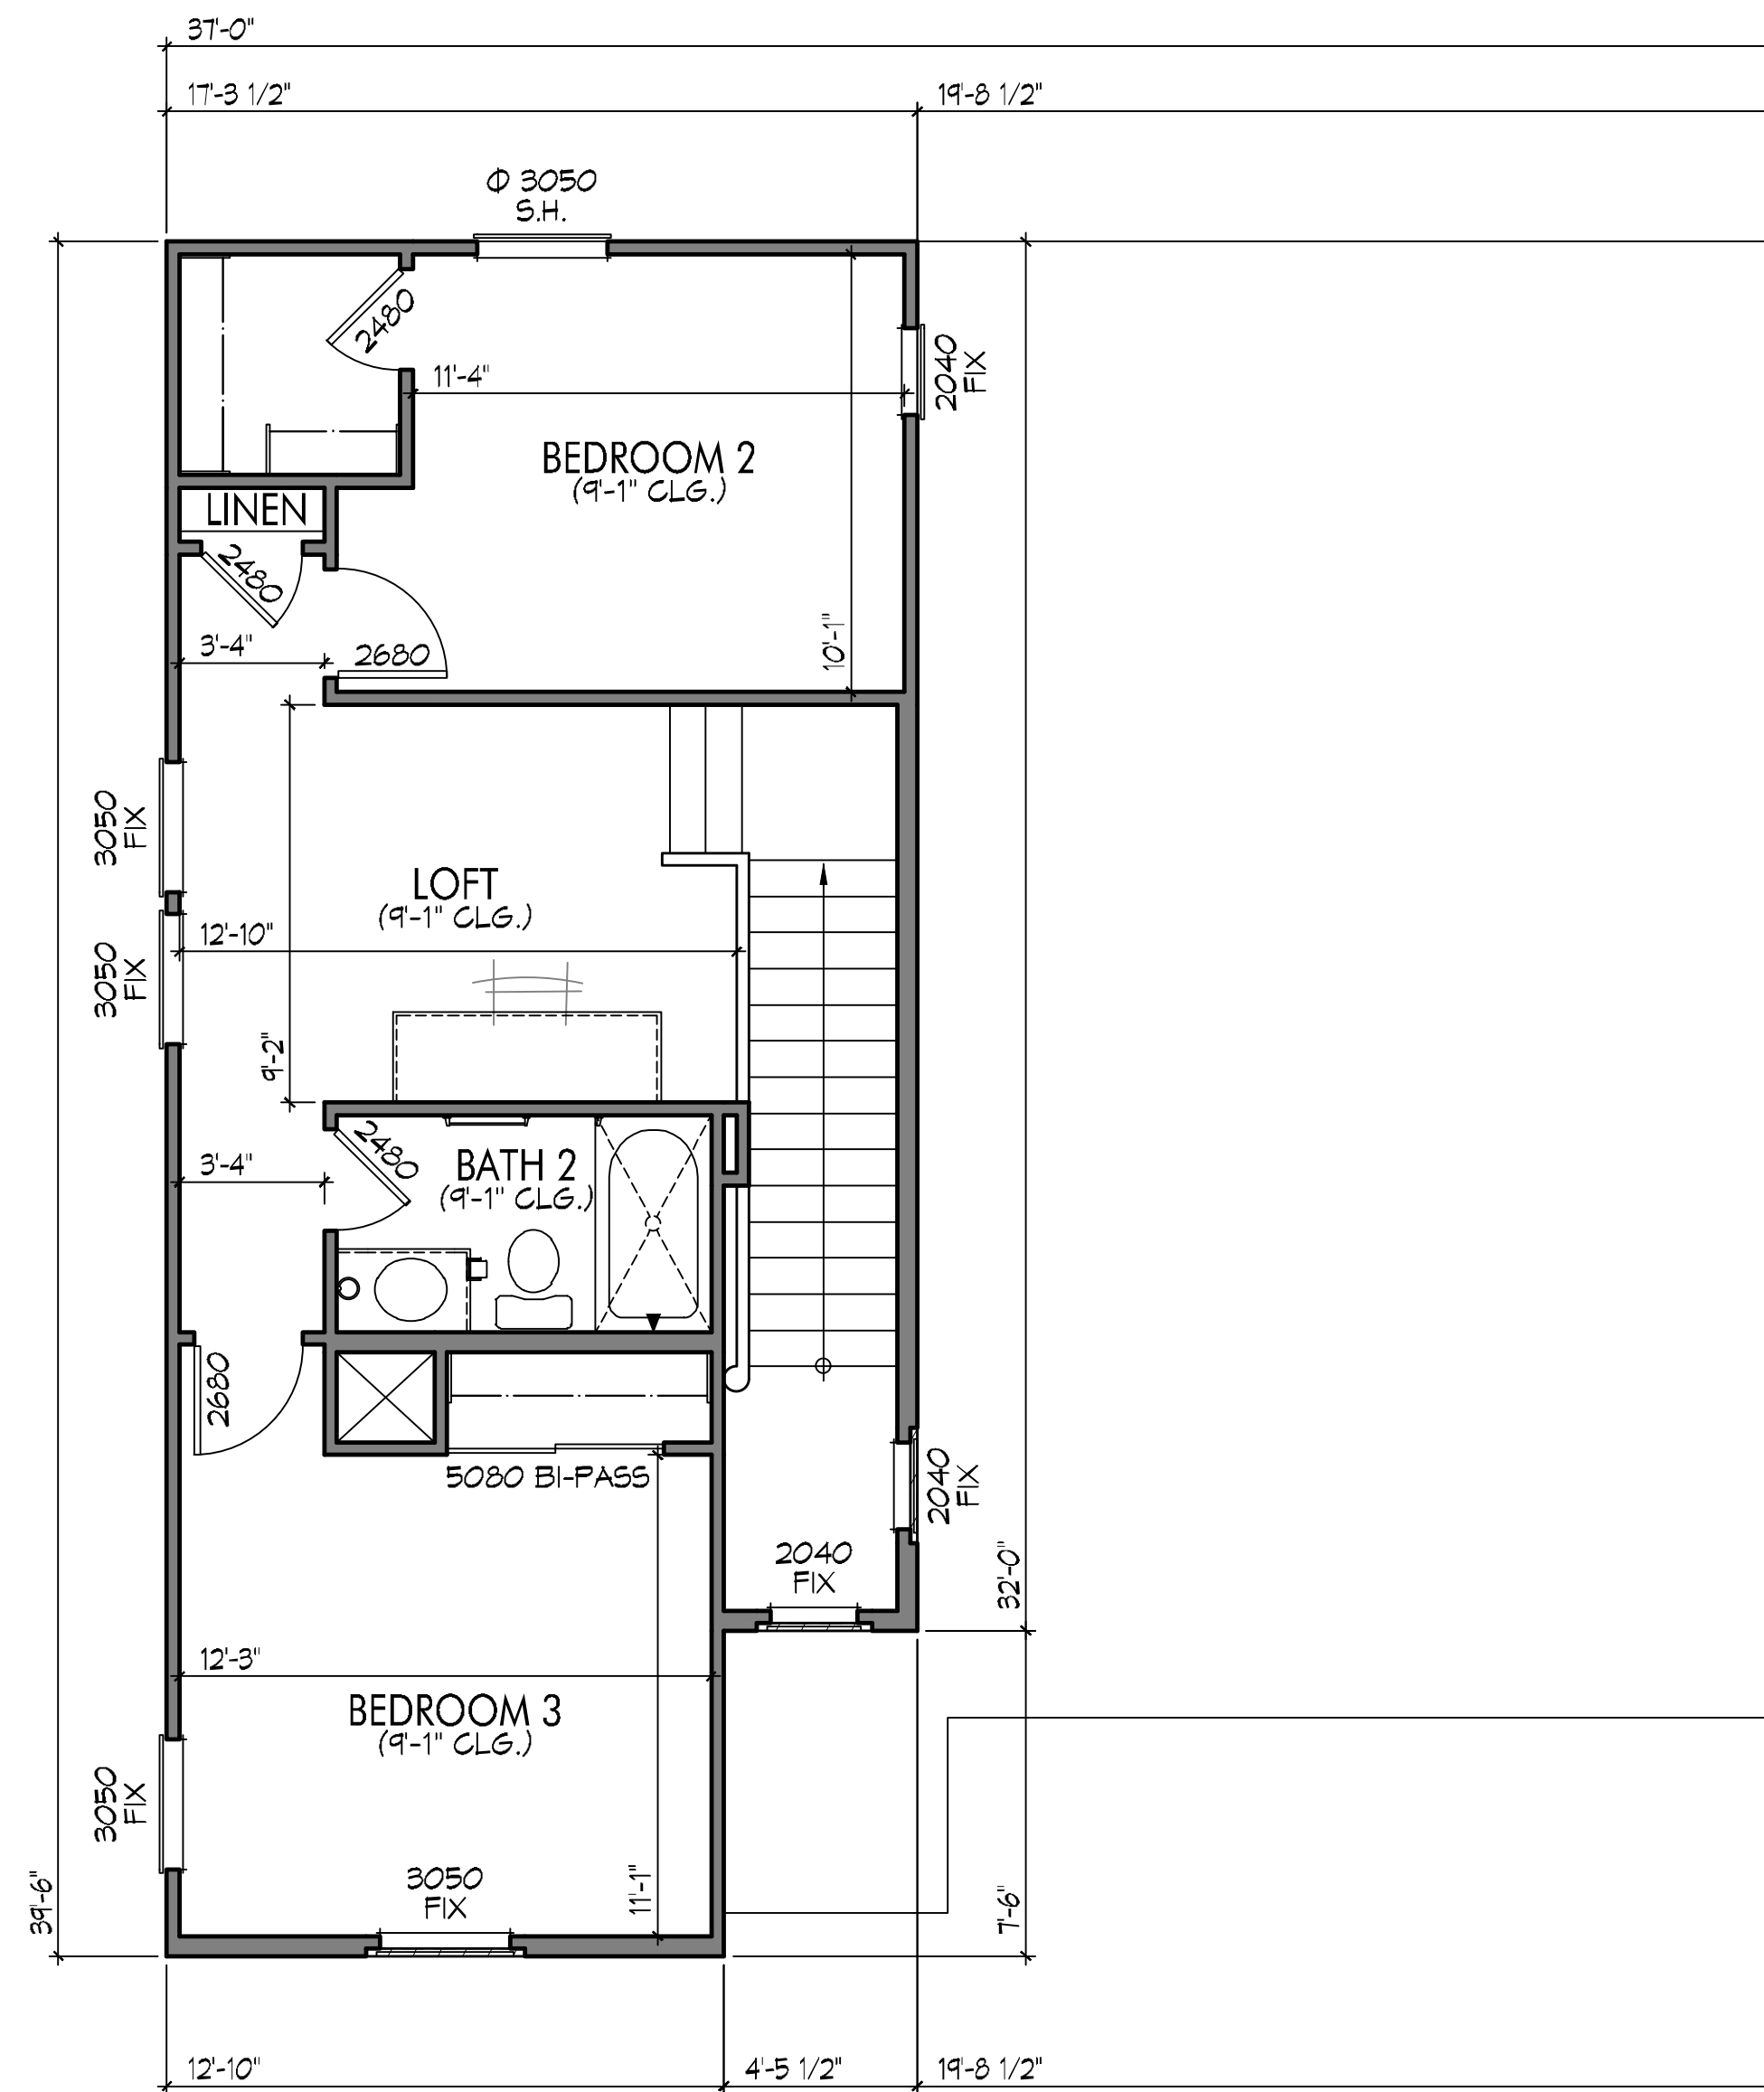 37'-0"
17'-3 1/2"
19'-8 1/2"
Φ 3050
S.H.
2480
2040
FIX
11'-4"
BEDROOM 2
(9'-1" CLG.)
LINEN
2480
3'-4"
2680
10'-1"
3050
FIX
LOFT
(9'-1" CLG.)
12'-10"
3050
FIX
9'-2"
2480
BATH 2
(9'-1" CLG.)
3'-4"
2680
5080 BI-PASS
2040
FIX
2040
FIX
32'-0"
12'-3"
BEDROOM 3
(9'-1" CLG.)
3050
FIX
3050
FIX
11'-1"
39'-6"
7'-6"
12'-10"
4'-5 1/2"
19'-8 1/2"